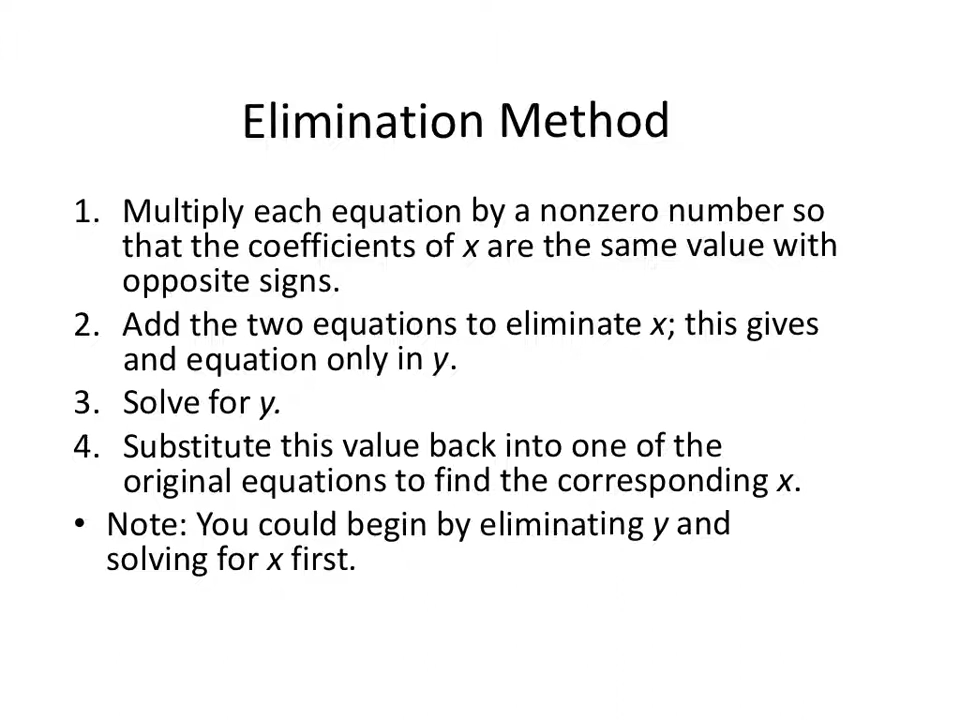 Elimination Method
1. Multiply each equation by a nonzero number so
that the coefficients of x are the same value with
opposite signs.
2. Add the two equations to eliminate x; this gives
and equation only in y.
3. Solve for y.
4. Substitute this value back into one of the
original equations to find the corresponding x.
• Note: You could begin by eliminating y and
solving for x first.